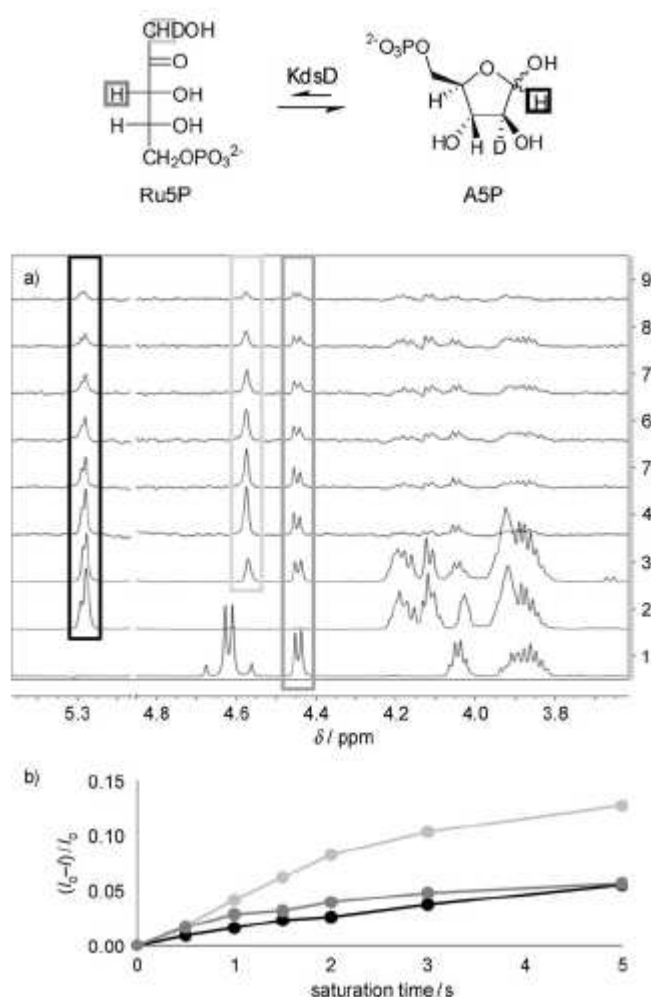 CHDOH
O
H OH
H OH
CH₂OPO₃²⁻
Ru5P
KdsD
²⁻O₃PO
O
OH
H
H
HO H D OH
A5P
a)
9
8
7
6
7
4
3
2
1
5.3 4.8 4.6 4.4 4.2 4.0 3.8
δ / ppm
b)
0.15
0.10
0.05
0.00
(I₀–I) / I₀
0 1 2 3 4 5
saturation time / s